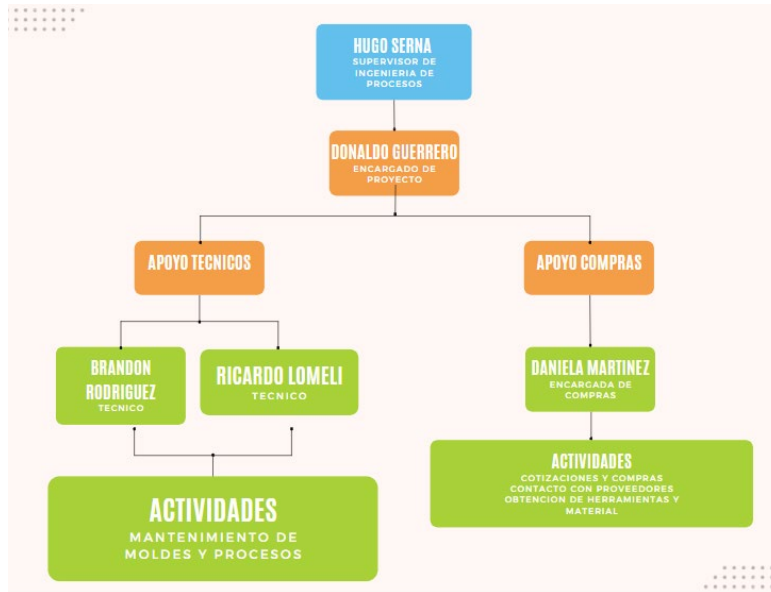 HUGO SERNA
SUPERVISOR DE
INGENIERIA DE
PROCESOS
DONALDO GUERRERO
ENCARGADO DE
PROYECTO
APOYO TECNICOS
APOYO COMPRAS
BRANDON
RODRIGUEZ
TECNICO
RICARDO LOMELI
TECNICO
DANIELA MARTINEZ
ENCARGADA DE
COMPRAS
ACTIVIDADES
MANTENIMIENTO DE
MOLDES Y PROCESOS
ACTIVIDADES
COTIZACIONES Y COMPRAS
CONTACTO CON PROVEEDORES
OBTENCION DE HERRAMIENTAS Y
MATERIAL